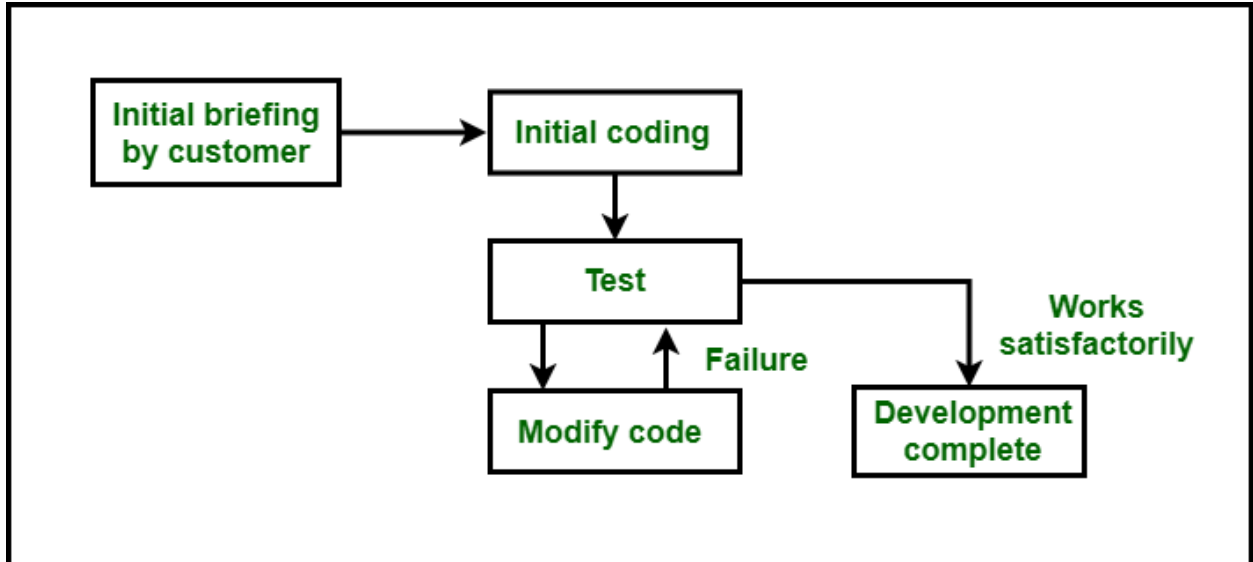 Initial briefing
by customer
Initial coding
Test
Works
satisfactorily
Failure
Modify code
Development
complete